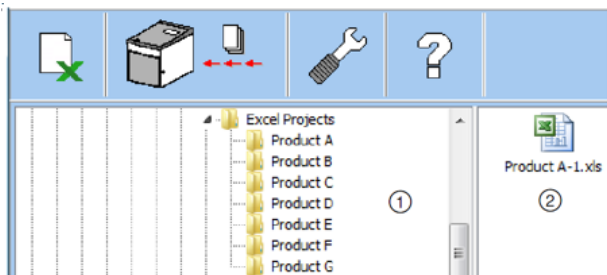 Excel Projects
Product A
Product B
Product C
Product D
Product E
Product F
Product G
①
Product A-1.xls
②